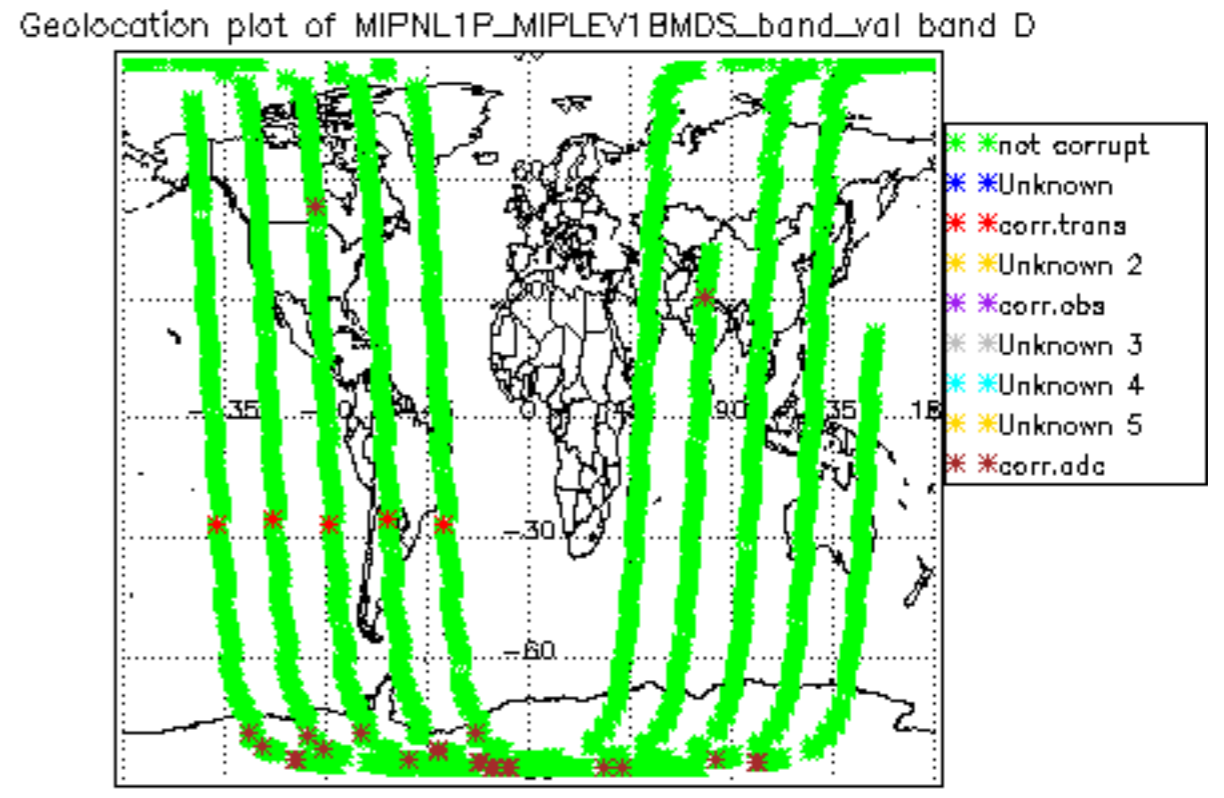 Geolocation plot of MIPNL1P_MIPLEV1BMDS_band_val band D
not corrupt
Unknown
corr.trans
Unknown 2
corr.obs
Unknown 3
Unknown 4
Unknown 5
corr.adc
60
0
90
-30
-60